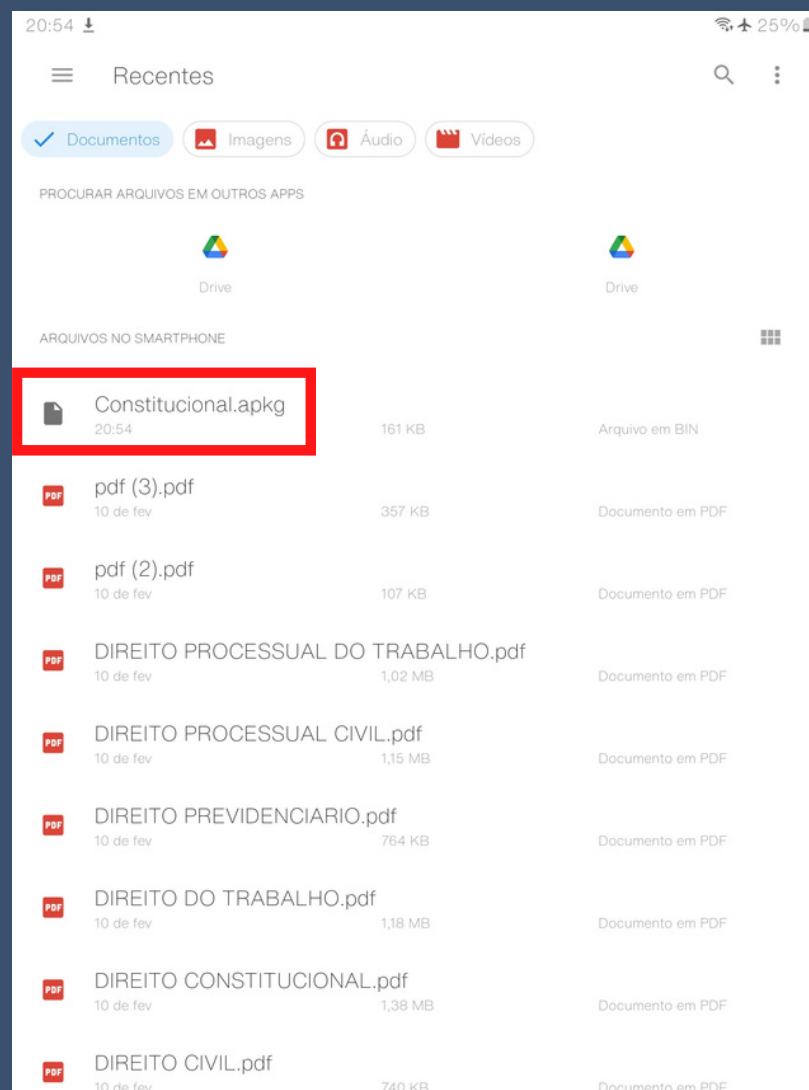 20:54 25%
Recentes
Documentos Imagens Áudio Vídeos
PROCURAR ARQUIVOS EM OUTROS APPS
Drive Drive
ARQUIVOS NO SMARTPHONE
Constitucional.apkg
20:54 161 KB Arquivo em BIN
PDF pdf (3).pdf
10 de fev 357 KB Documento em PDF
PDF pdf (2).pdf
10 de fev 107 KB Documento em PDF
PDF DIREITO PROCESSUAL DO TRABALHO.pdf
10 de fev 1,02 MB Documento em PDF
PDF DIREITO PROCESSUAL CIVIL.pdf
10 de fev 1,15 MB Documento em PDF
PDF DIREITO PREVIDENCIARIO.pdf
10 de fev 764 KB Documento em PDF
PDF DIREITO DO TRABALHO.pdf
10 de fev 1,18 MB Documento em PDF
PDF DIREITO CONSTITUCIONAL.pdf
10 de fev 1,38 MB Documento em PDF
PDF DIREITO CIVIL.pdf
10 de fev 740 KB Documento em PDF